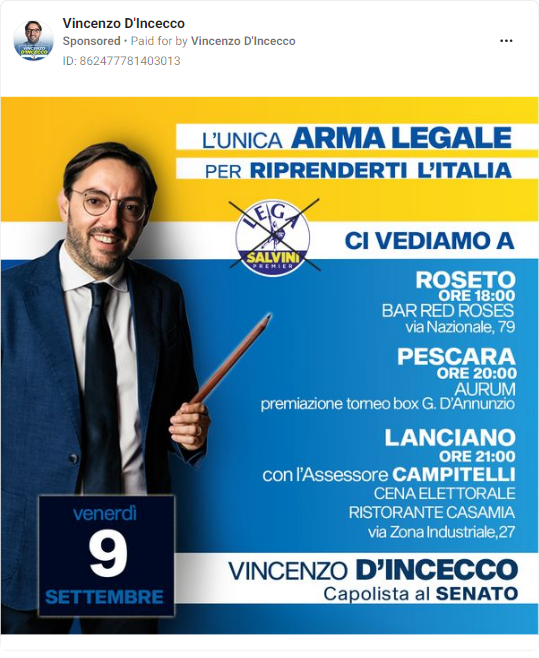 Vincenzo D'Incecco
Sponsored • Paid for by Vincenzo D'Incecco
ID: 862477781403013
L'UNICA ARMA LEGALE
PER RIPRENDERTI L'ITALIA
LEGA
SALVINI
PREMIER
CI VEDIAMO A
ROSETO
ORE 18:00
BAR RED ROSES
via Nazionale, 79
PESCARA
ORE 20:00
AURUM
premiazione torneo box G. D'Annunzio
LANCIANO
ORE 21:00
con l'Assessore CAMPITELLI
CENA ELETTORALE
RISTORANTE CASAMIA
via Zona Industriale,27
venerdì
9
SETTEMBRE
VINCENZO D'INCECCO
Capolista al SENATO